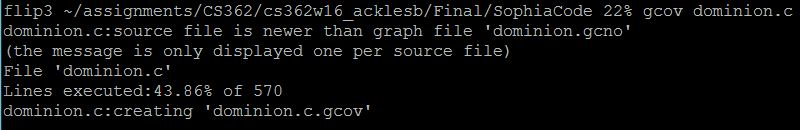 flip3 ~/assignments/CS362/cs362w16_acklesb/Final/SophiaCode 22% gcov dominion.c
dominion.c:source file is newer than graph file 'dominion.gcno'
(the message is only displayed one per source file)
File 'dominion.c'
Lines executed:43.86% of 570
dominion.c:creating 'dominion.c.gcov'